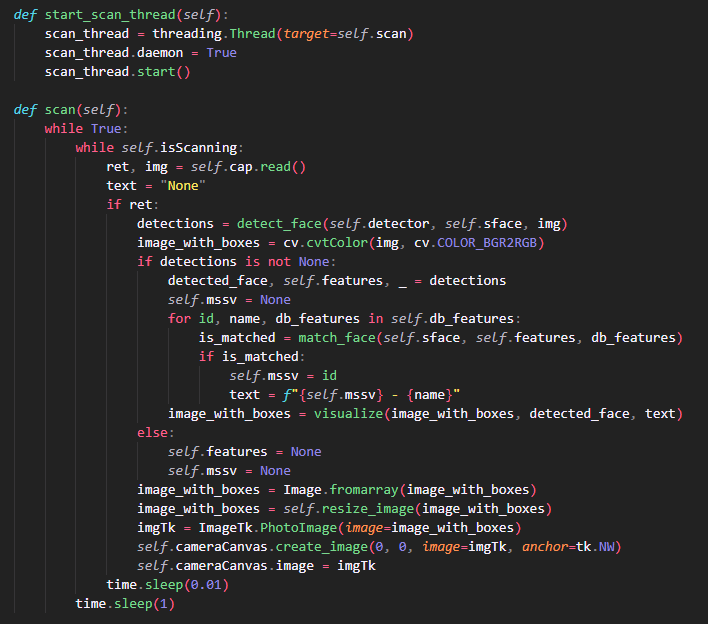 def start_scan_thread(self):
    scan_thread = threading.Thread(target=self.scan)
    scan_thread.daemon = True
    scan_thread.start()

def scan(self):
    while True:
        while self.isScanning:
            ret, img = self.cap.read()
            text = "None"
            if ret:
                detections = detect_face(self.detector, self.sface, img)
                image_with_boxes = cv.cvtColor(img, cv.COLOR_BGR2RGB)
                if detections is not None:
                    detected_face, self.features, _ = detections
                    self.mssv = None
                    for id, name, db_features in self.db_features:
                        is_matched = match_face(self.sface, self.features, db_features)
                        if is_matched:
                            self.mssv = id
                            text = f"{self.mssv} - {name}"
                    image_with_boxes = visualize(image_with_boxes, detected_face, text)
                else:
                    self.features = None
                    self.mssv = None
                image_with_boxes = Image.fromarray(image_with_boxes)
                image_with_boxes = self.resize_image(image_with_boxes)
                imgTk = ImageTk.PhotoImage(image=image_with_boxes)
                self.cameraCanvas.create_image(0, 0, image=imgTk, anchor=tk.NW)
                self.cameraCanvas.image = imgTk
            time.sleep(0.01)
        time.sleep(1)